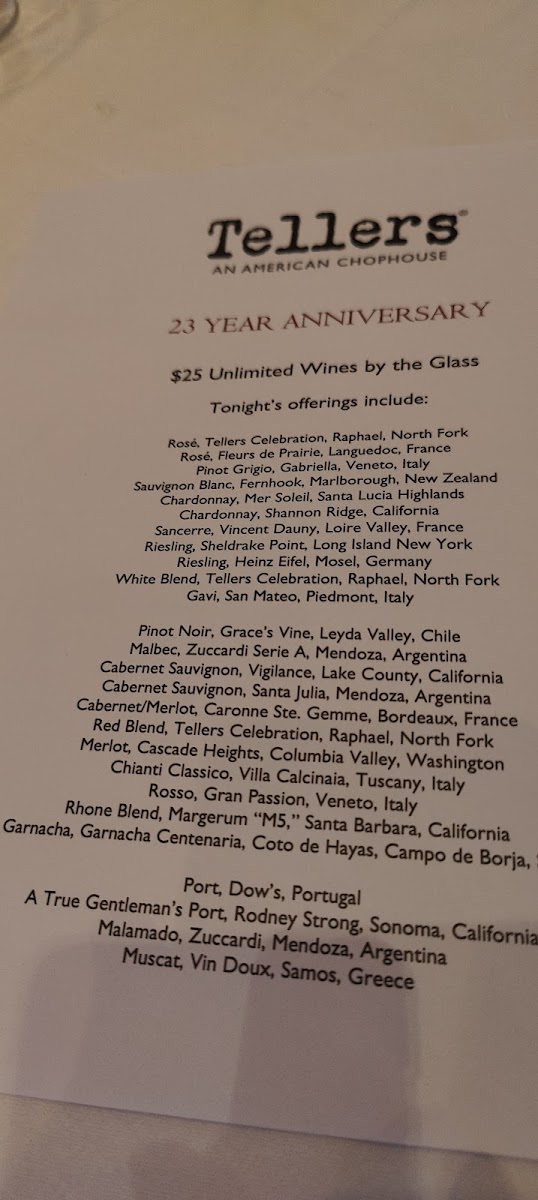 Tellers®
AN AMERICAN CHOPHOUSE
23 YEAR ANNIVERSARY
$25 Unlimited Wines by the Glass
Tonight's offerings include:
Rosé, Tellers Celebration, Raphael, North Fork
Rosé, Fleurs de Prairie, Languedoc, France
Pinot Grigio, Gabriella, Veneto, Italy
Sauvignon Blanc, Fernhook, Marlborough, New Zealand
Chardonnay, Mer Soleil, Santa Lucia Highlands
Chardonnay, Shannon Ridge, California
Sancerre, Vincent Dauny, Loire Valley, France
Riesling, Sheldrake Point, Long Island New York
Riesling, Heinz Eifel, Mosel, Germany
White Blend, Tellers Celebration, Raphael, North Fork
Gavi, San Mateo, Piedmont, Italy
Pinot Noir, Grace's Vine, Leyda Valley, Chile
Malbec, Zuccardi Serie A, Mendoza, Argentina
Cabernet Sauvignon, Vigilance, Lake County, California
Cabernet Sauvignon, Santa Julia, Mendoza, Argentina
Cabernet/Merlot, Caronne Ste. Gemme, Bordeaux, France
Red Blend, Tellers Celebration, Raphael, North Fork
Merlot, Cascade Heights, Columbia Valley, Washington
Chianti Classico, Villa Calcinaia, Tuscany, Italy
Rosso, Gran Passion, Veneto, Italy
Rhone Blend, Margerum "M5," Santa Barbara, California
Garnacha, Garnacha Centenaria, Coto de Hayas, Campo de Borja,
Port, Dow's, Portugal
A True Gentleman's Port, Rodney Strong, Sonoma, California
Malamado, Zuccardi, Mendoza, Argentina
Muscat, Vin Doux, Samos, Greece